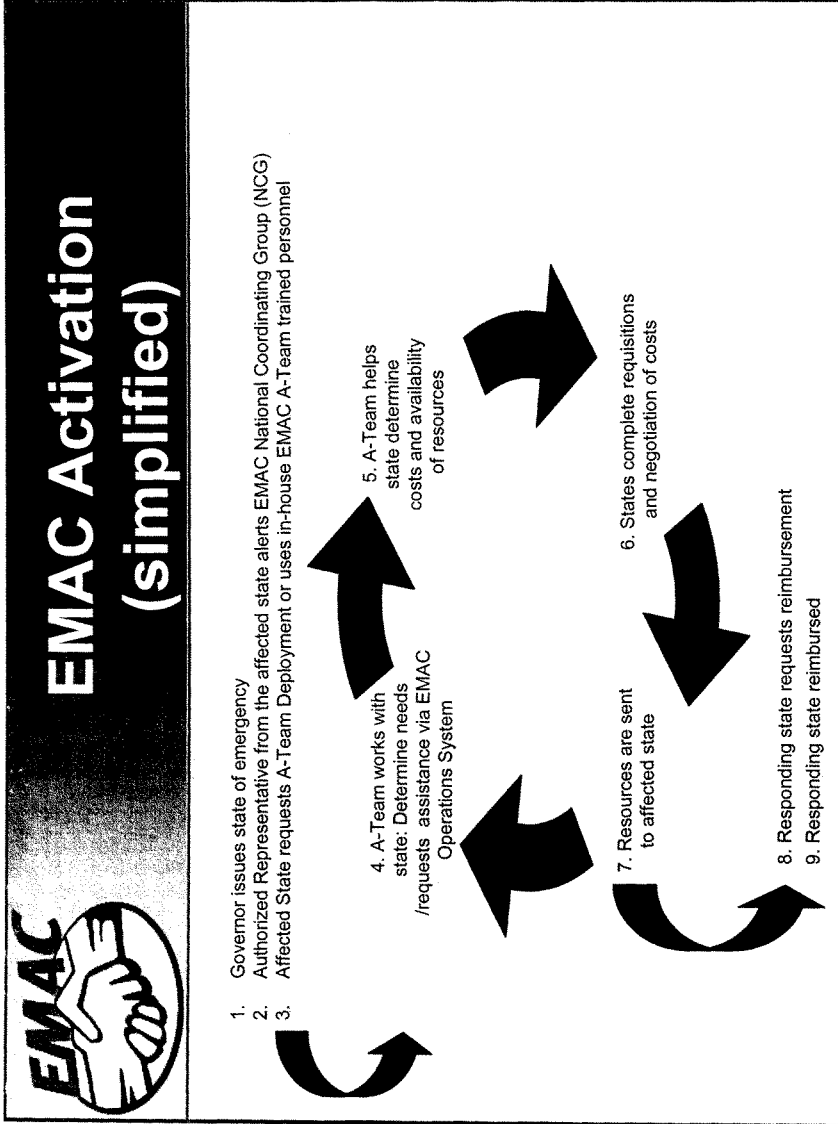 EMAC
EMAC Activation
(simplified)
1. Governor issues state of emergency
2. Authorized Representative from the affected state alerts EMAC National Coordinating Group (NCG)
3. Affected State requests A-Team Deployment or uses in-house EMAC A-Team trained personnel
4. A-Team works with
state: Determine needs
/requests assistance via EMAC
Operations System
5. A-Team helps
state determine
costs and availability
of resources
6. States complete requisitions
and negotiation of costs
7. Resources are sent
to affected state
8. Responding state requests reimbursement
9. Responding state reimbursed